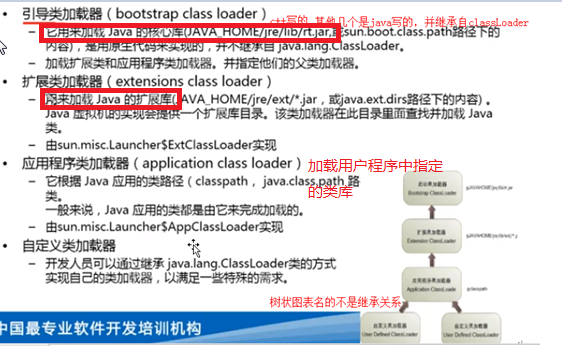 引导类加载器(bootstrap class loader)
c++写的,其他几个是java写的,并继承自classLoader
它用来加载 Java 的核心库(JAVA_HOME/jre/lib/rt.jar,或sun.boot.class.path路径下的
内容),是用原生代码来实现的,并不继承自 java.lang.ClassLoader。
加载扩展类和应用程序类加载器。并指定他们的父类加载器。
扩展类加载器(extensions class loader)
用来加载 Java 的扩展库(JAVA_HOME/jre/ext/*.jar,或java.ext.dirs路径下的内容)。
Java 虚拟机的实现会提供一个扩展库目录。该类加载器在此目录里面查找并加载 Java
类。
由sun.misc.Launcher$ExtClassLoader实现
应用程序类加载器(application class loader)
加载用户程序中指定
的类库
它根据 Java 应用的类路径(classpath,java.class.path 路
类。
一般来说,Java 应用的类都是由它来完成加载的。
由sun.misc.Launcher$AppClassLoader实现
自定义类加载器
开发人员可以通过继承 java.lang.ClassLoader类的方式
实现自己的类加载器,以满足一些特殊的需求。
Bootstrap ClassLoader
扩展类加载器
Extension ClassLoader
应用程序类加载器
Application ClassLoader
树状图表名的不是继承关系
自定义类加载器
User Defined ClassLoader
自定义类加载器
User Defined ClassLoader
中国最专业软件开发培训机构